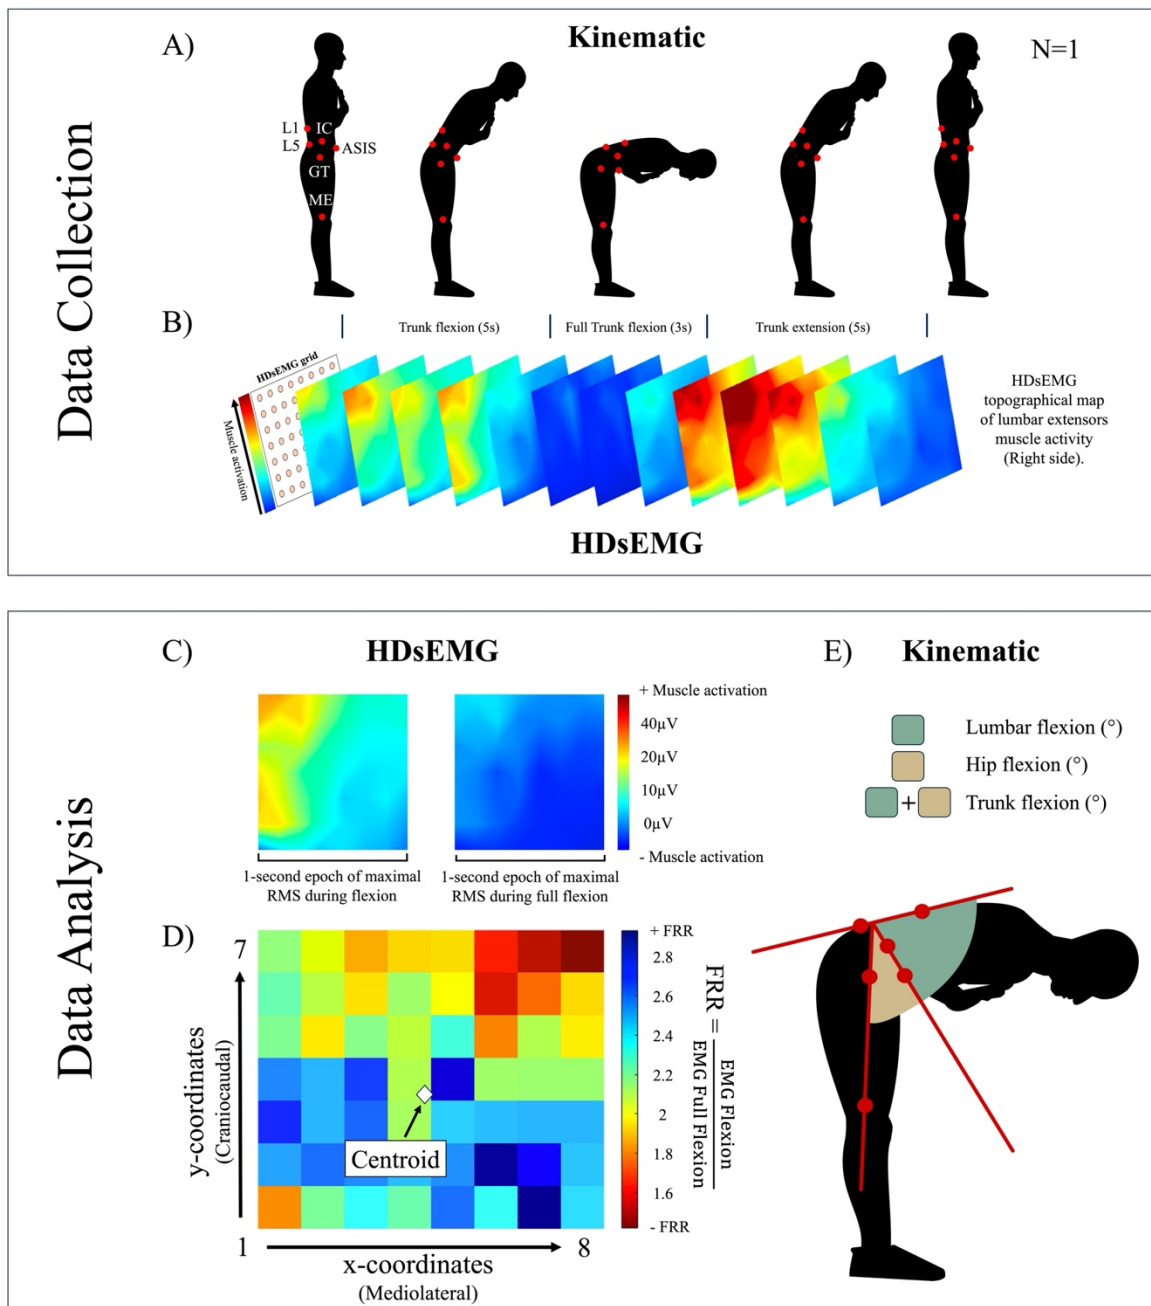 Data Collection
A)
Kinematic
N=1
L1
IC
L5
ASIS
GT
ME
B)
Trunk flexion (5s)
Full Trunk flexion (3s)
Trunk extension (5s)
HDsEMG grid
Muscle activation
HDsEMG
topographical map
of lumbar extensors
muscle activity
(Right side).
HDsEMG
Data Analysis
C)
HDsEMG
+ Muscle activation
40µV
20µV
10µV
0µV
- Muscle activation
1-second epoch of maximal
RMS during flexion
1-second epoch of maximal
RMS during full flexion
D)
7
y-coordinates
(Craniocaudal)
Centroid
1
8
x-coordinates
(Mediolateral)
+ FRR
2.8
2.6
2.4
2.2
2
1.8
1.6
- FRR
FRR = EMG Flexion
EMG Full Flexion
E)
Kinematic
Lumbar flexion (°)
Hip flexion (°)
+ Trunk flexion (°)